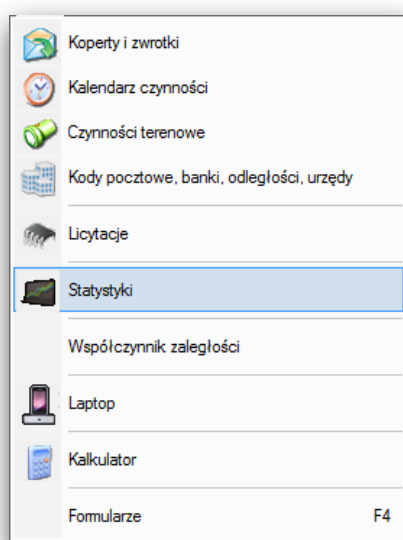 Koperty i zwrotki
Kalendarz czynności
Czynności terenowe
Kody pocztowe, banki, odległości, urzędy
Licytacje
Statystyki
Współczynnik zaległości
Laptop
Kalkulator
Formularze F4